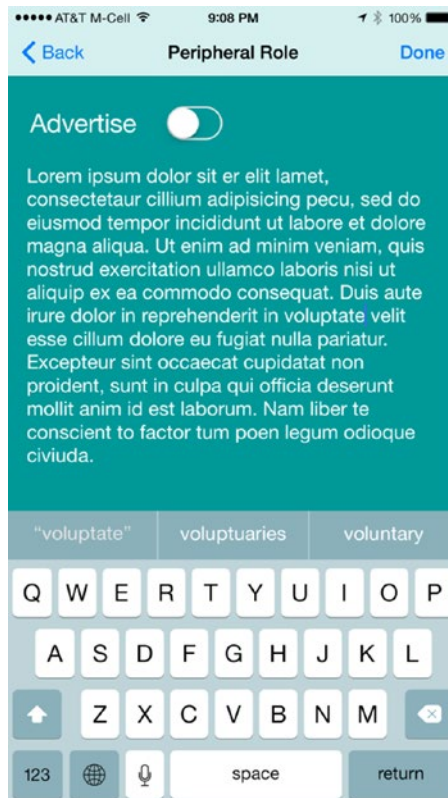 AT&T M-Cell 9:08 PM 100%
Back Peripheral Role Done
Advertise
Lorem ipsum dolor sit er elit lamet,
consectetaur cillium adipisicing pecu, sed do
eiusmod tempor incididunt ut labore et dolore
magna aliqua. Ut enim ad minim veniam, quis
nostrud exercitation ullamco laboris nisi ut
aliquip ex ea commodo consequat. Duis aute
irure dolor in reprehenderit in voluptate velit
esse cillum dolore eu fugiat nulla pariatur.
Excepteur sint occaecat cupidatat non
proident, sunt in culpa qui officia deserunt
mollit anim id est laborum. Nam liber te
conscient to factor tum poen legum odioque
civiuda.
“voluptate” voluptuaries voluntary
Q W E R T Y U I O P
A S D F G H J K L
Z X C V B N M
123 space return